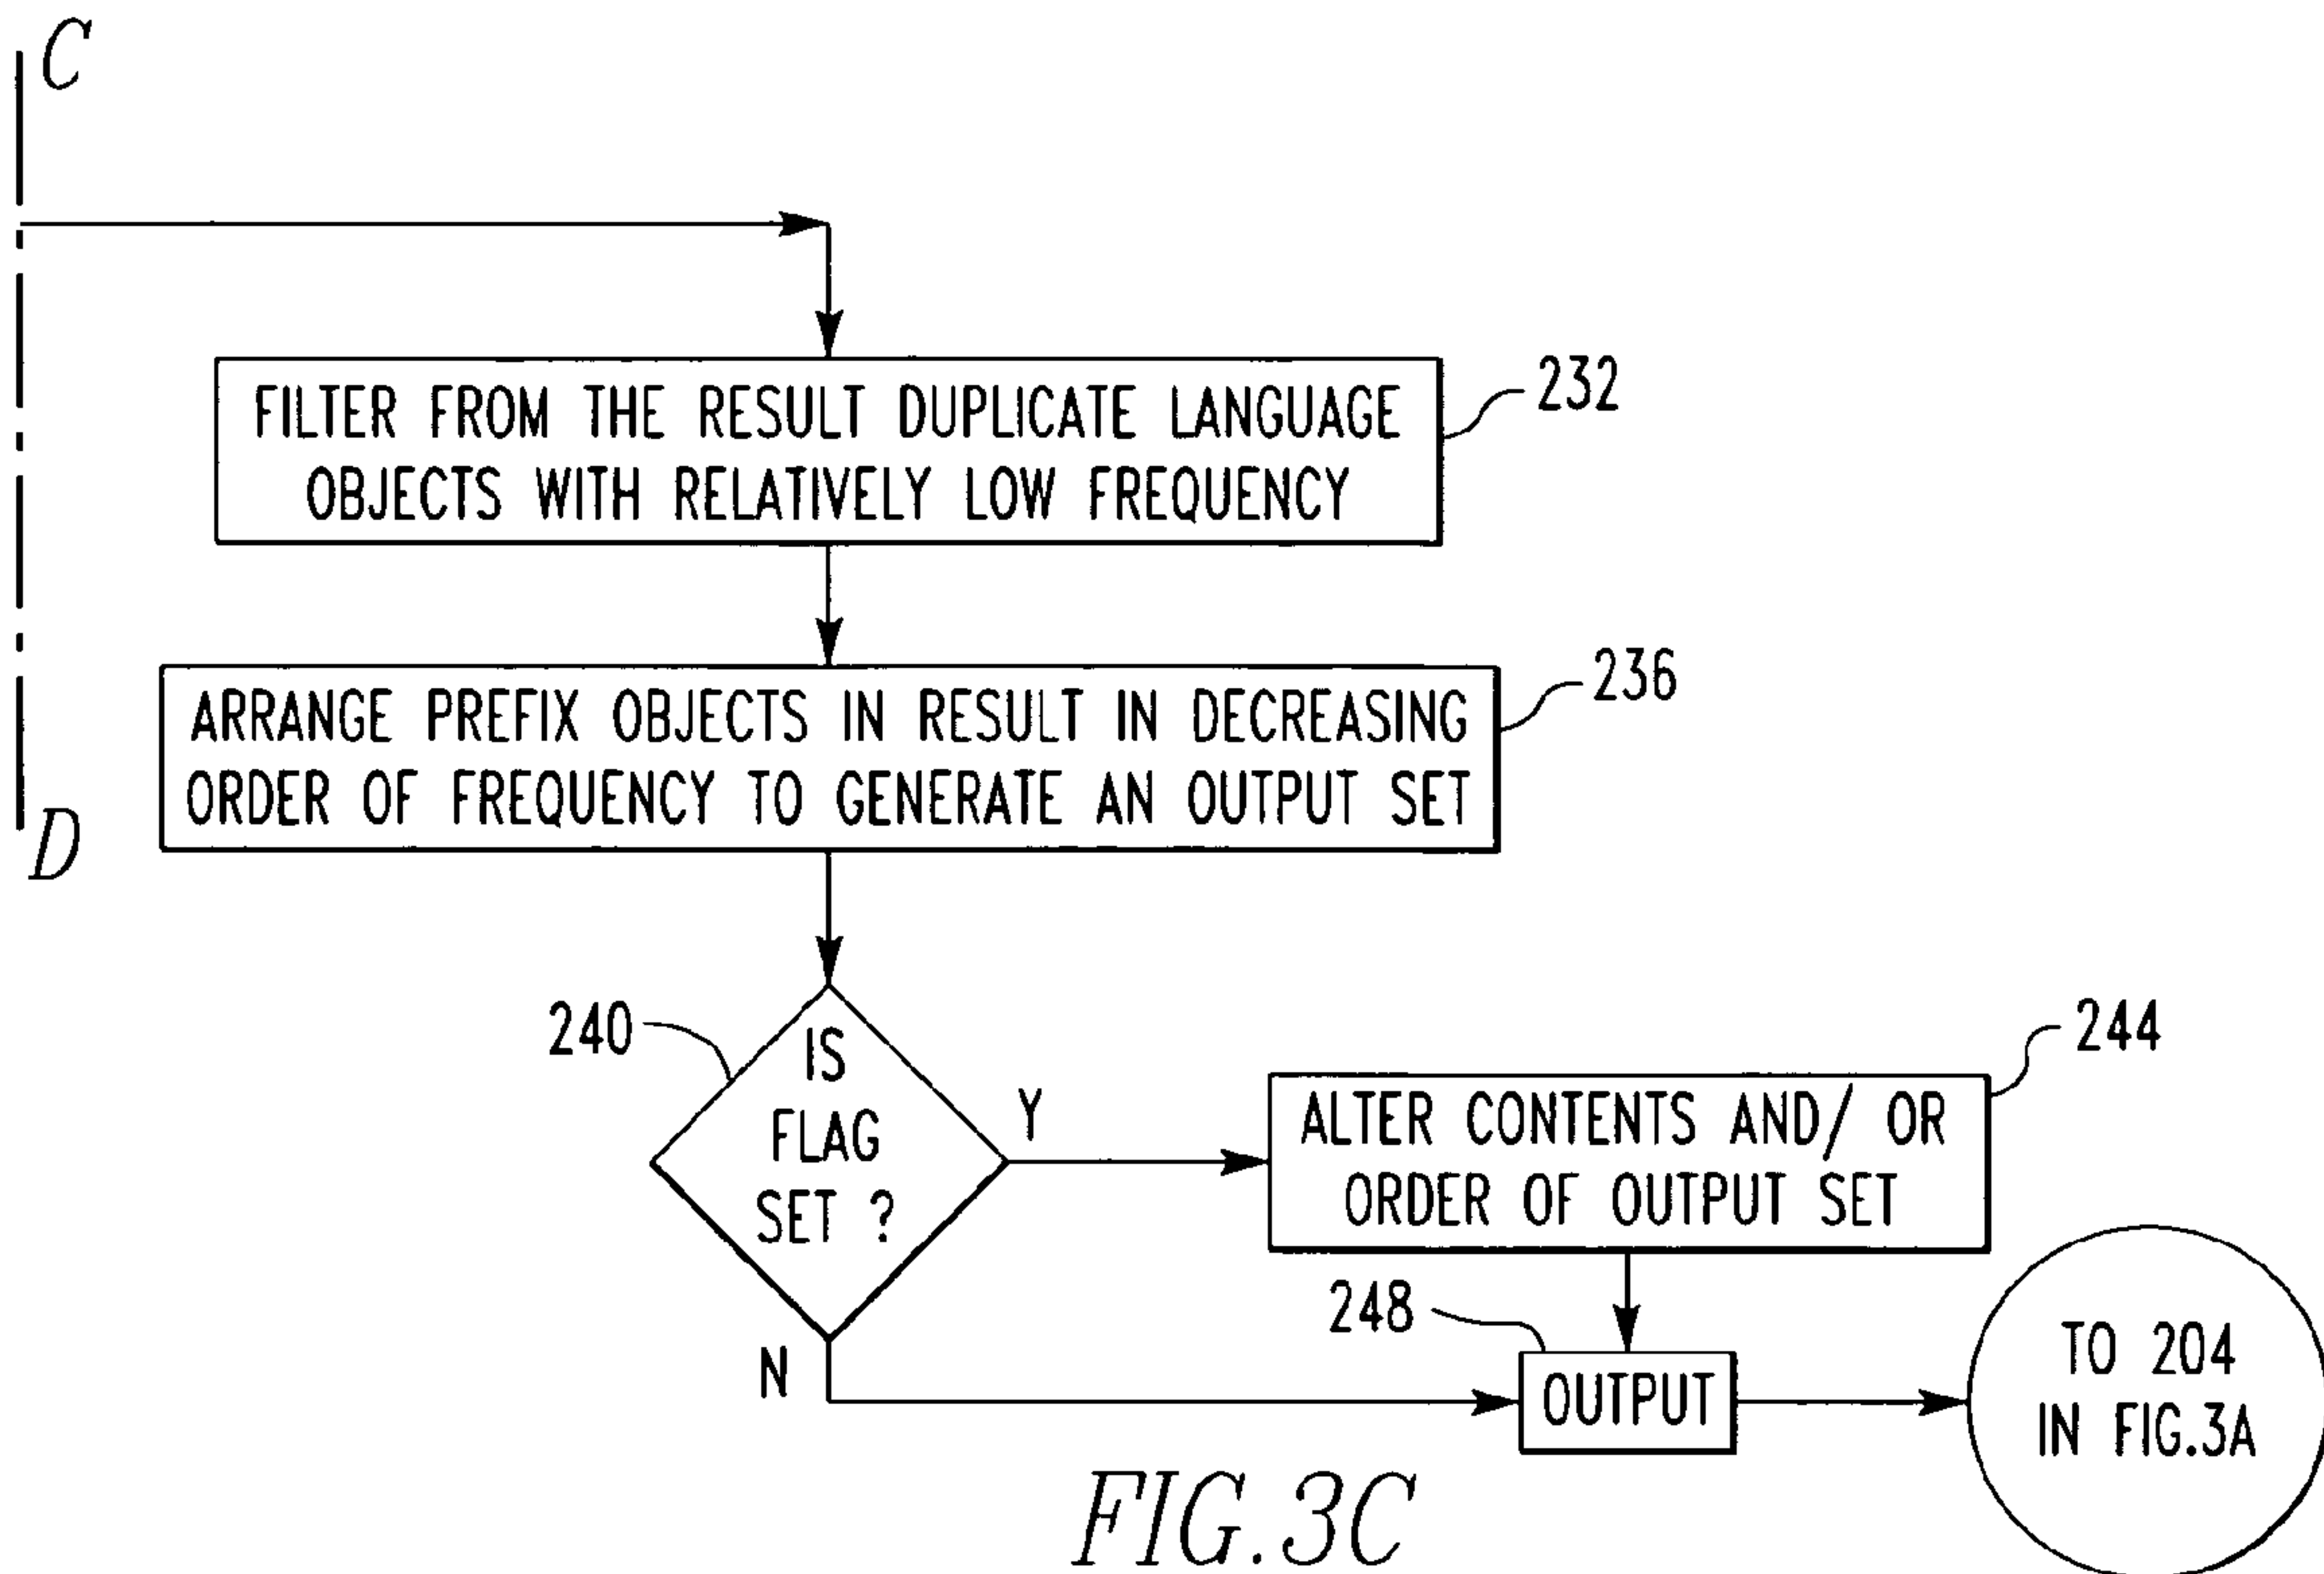 C
FILTER FROM THE RESULT DUPLICATE LANGUAGE
OBJECTS WITH RELATIVELY LOW FREQUENCY
232
ARRANGE PREFIX OBJECTS IN RESULT IN DECREASING
ORDER OF FREQUENCY TO GENERATE AN OUTPUT SET
236
D
240
IS
FLAG
SET ?
Y
N
244
ALTER CONTENTS AND/ OR
ORDER OF OUTPUT SET
248
OUTPUT
TO 204
IN FIG.3A
FIG. 3C